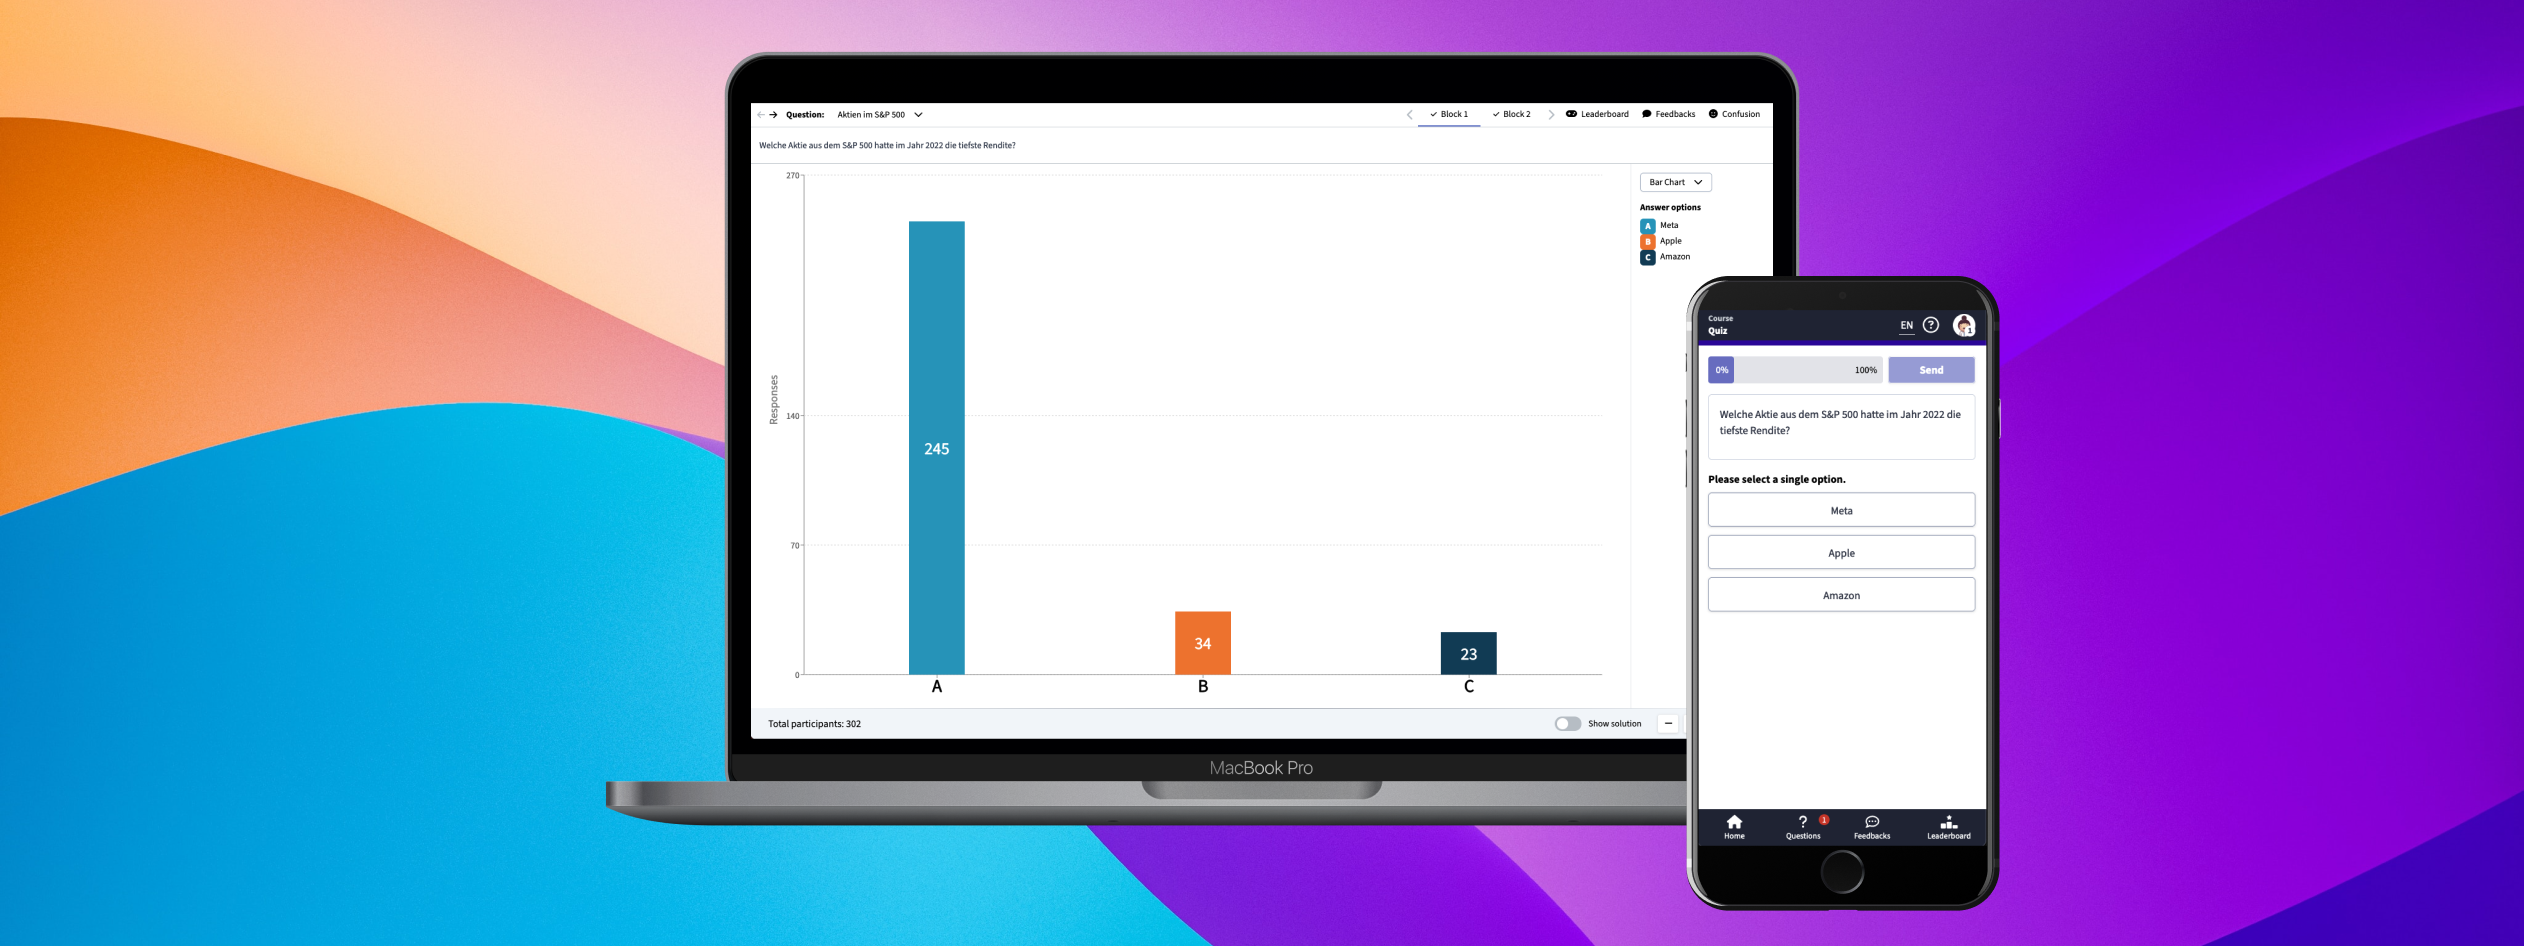 Question: Aktien im S&P 500
Block 1 Block 2 Leaderboard Feedbacks Confusion
Welche Aktie aus dem S&P 500 hatte im Jahr 2022 die tiefste Rendite?
270
140
70
0
Responses
245
34
23
A B C
Bar Chart
Answer options
A Meta
B Apple
C Amazon
Total participants: 302
Show solution
MacBook Pro
Course
Quiz
EN ?
1
0% 100% Send
Welche Aktie aus dem S&P 500 hatte im Jahr 2022 die
tiefste Rendite?
Please select a single option.
Meta
Apple
Amazon
? 1
Home Questions Feedbacks Leaderboard